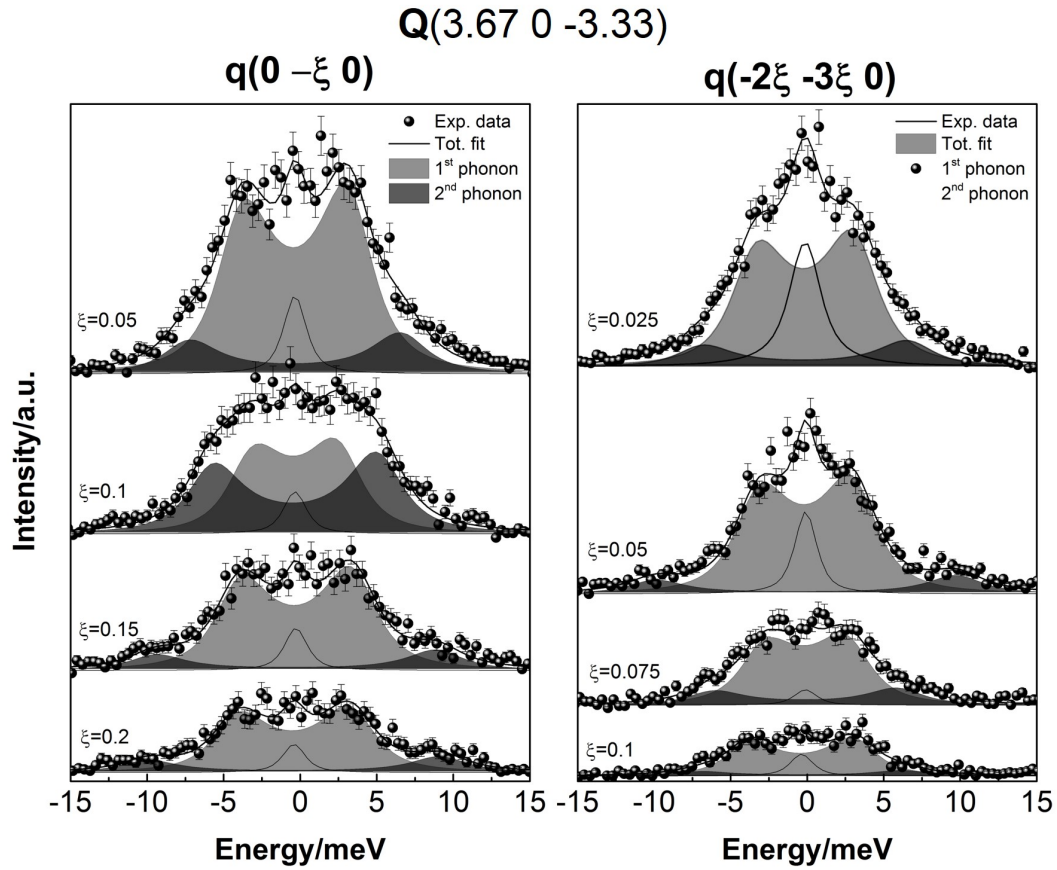 Q(3.67 0 -3.33)
q(0 –ξ 0)
q(-2ξ -3ξ 0)
Exp. data
Tot. fit
1st phonon
2nd phonon
ξ=0.05
ξ=0.1
ξ=0.15
ξ=0.2
Exp. data
Tot. fit
1st phonon
2nd phonon
ξ=0.025
ξ=0.05
ξ=0.075
ξ=0.1
Intensity/a.u.
-15 -10 -5 0 5 10 15
-15 -10 -5 0 5 10 15
Energy/meV
Energy/meV